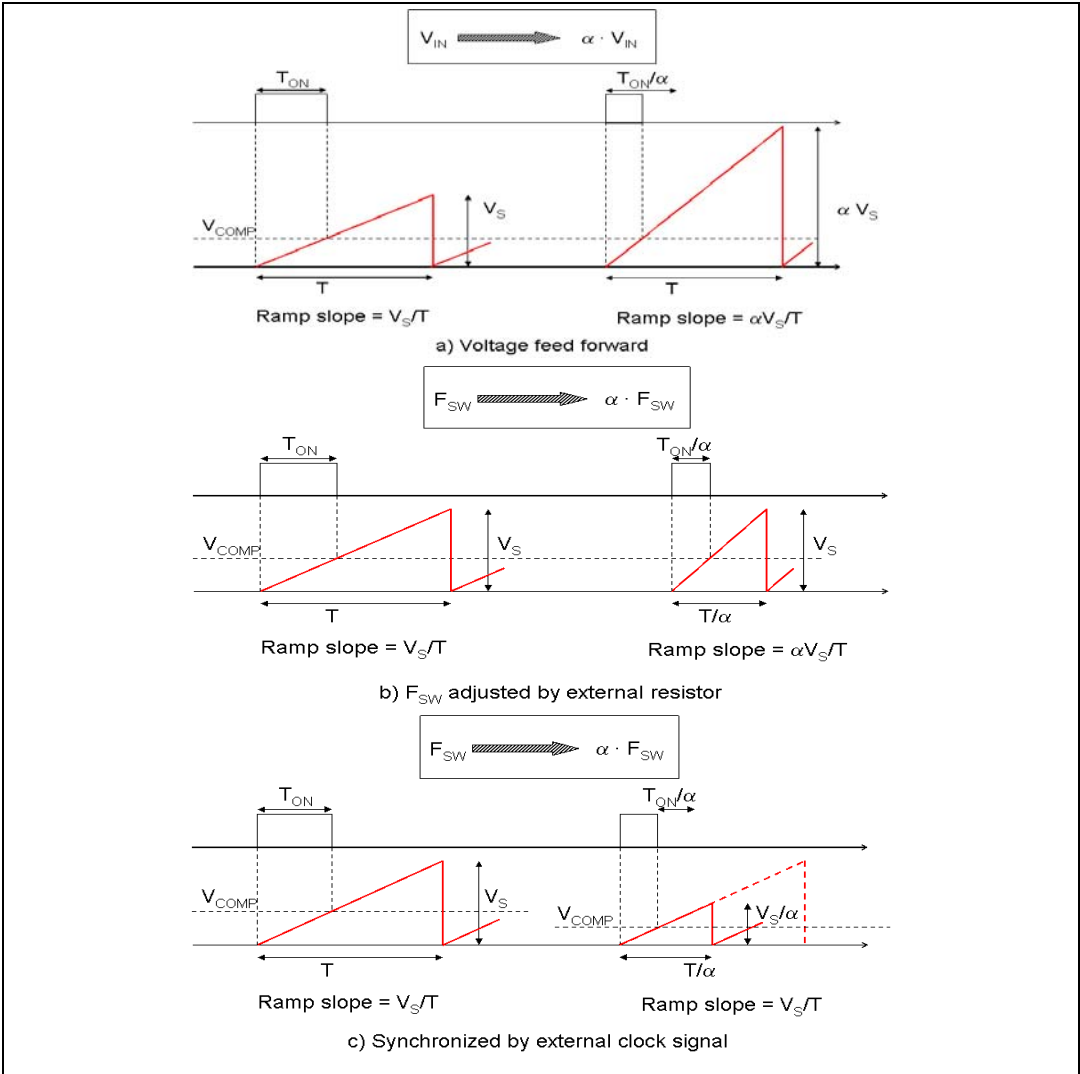 V_IN α · V_IN
T_ON T_ON/α
V_S α V_S
V_COMP
T T
Ramp slope = V_S/T Ramp slope = αV_S/T
a) Voltage feed forward
F_SW α · F_SW
T_ON T_ON/α
V_COMP V_S V_S
T T/α
Ramp slope = V_S/T Ramp slope = αV_S/T
b) F_SW adjusted by external resistor
F_SW α · F_SW
T_ON T_ON/α
V_COMP V_S V_COMP V_S/α
T T/α
Ramp slope = V_S/T Ramp slope = V_S/T
c) Synchronized by external clock signal